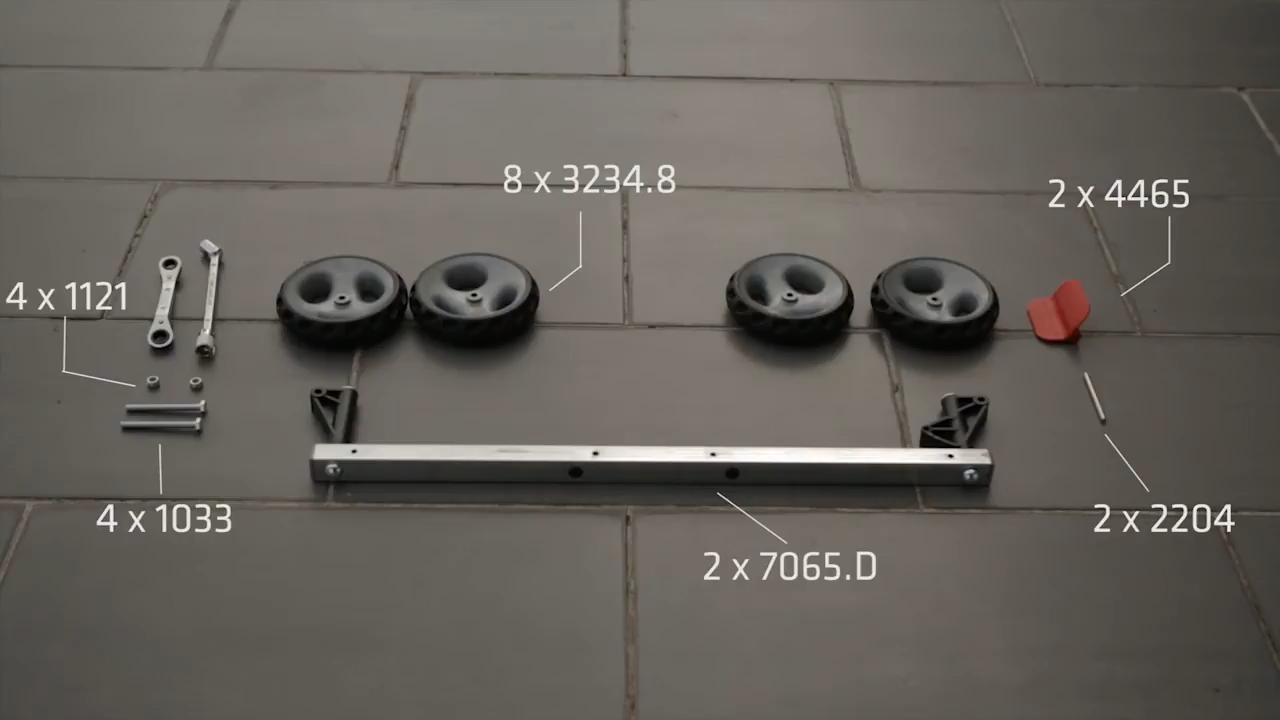 8 x 3234.8
2 x 4465
4 x 1121
4 x 1033
2 x 2204
2 x 7065.D